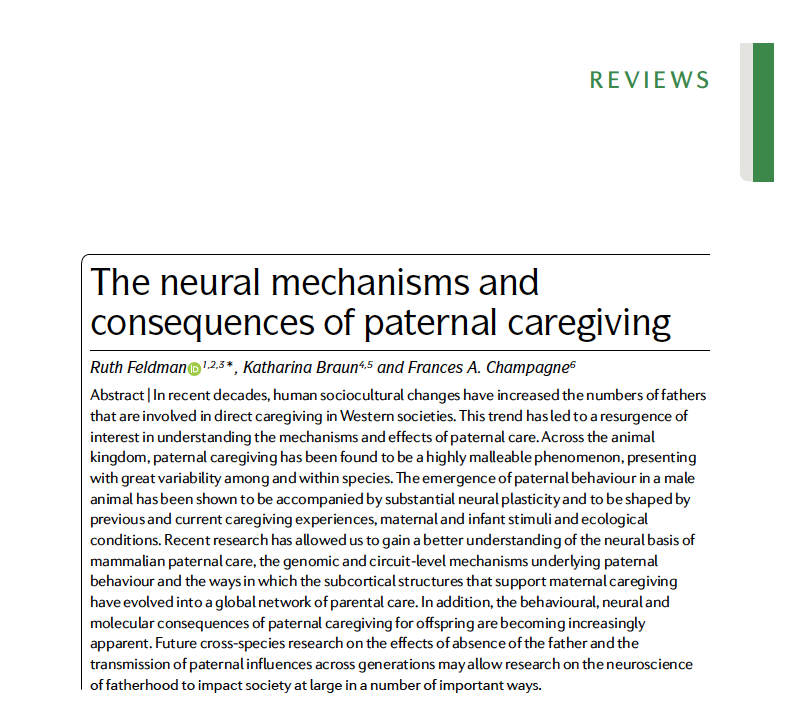 REVIEWS
The neural mechanisms and
consequences of paternal caregiving
Ruth Feldman iD 1,2,3*, Katharina Braun4,5 and Frances A. Champagne6
Abstract | In recent decades, human sociocultural changes have increased the numbers of fathers
that are involved in direct caregiving in Western societies. This trend has led to a resurgence of
interest in understanding the mechanisms and effects of paternal care. Across the animal
kingdom, paternal caregiving has been found to be a highly malleable phenomenon, presenting
with great variability among and within species. The emergence of paternal behaviour in a male
animal has been shown to be accompanied by substantial neural plasticity and to be shaped by
previous and current caregiving experiences, maternal and infant stimuli and ecological
conditions. Recent research has allowed us to gain a better understanding of the neural basis of
mammalian paternal care, the genomic and circuit-level mechanisms underlying paternal
behaviour and the ways in which the subcortical structures that support maternal caregiving
have evolved into a global network of parental care. In addition, the behavioural, neural and
molecular consequences of paternal caregiving for offspring are becoming increasingly
apparent. Future cross-species research on the effects of absence of the father and the
transmission of paternal influences across generations may allow research on the neuroscience
of fatherhood to impact society at large in a number of important ways.